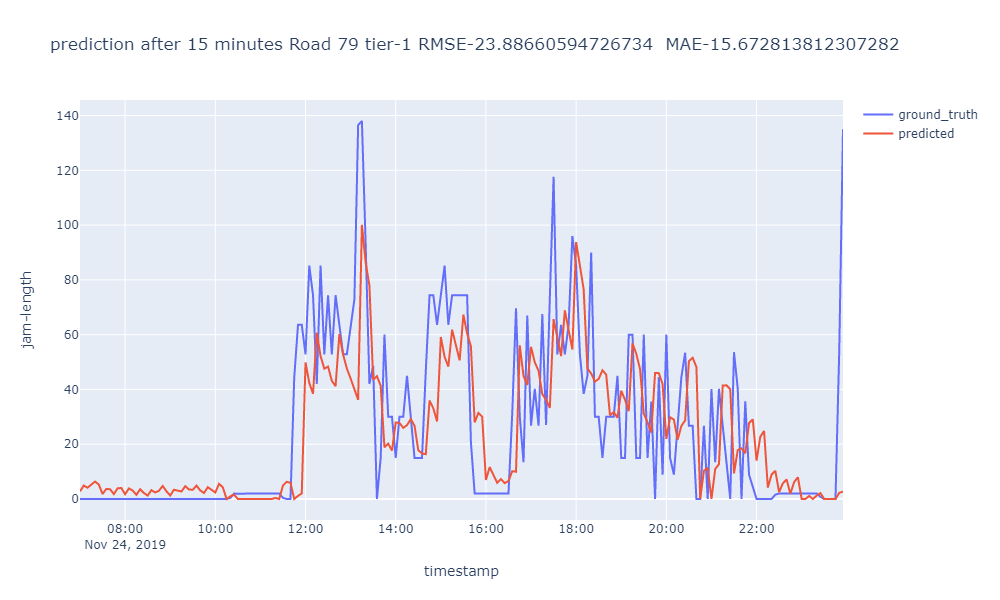 prediction after 15 minutes Road 79 tier-1 RMSE-23.88660594726734  MAE-15.672813812307282
ground_truth
predicted
jam-length
140
120
100
80
60
40
20
0
08:00 10:00 12:00 14:00 16:00 18:00 20:00 22:00
Nov 24, 2019
timestamp